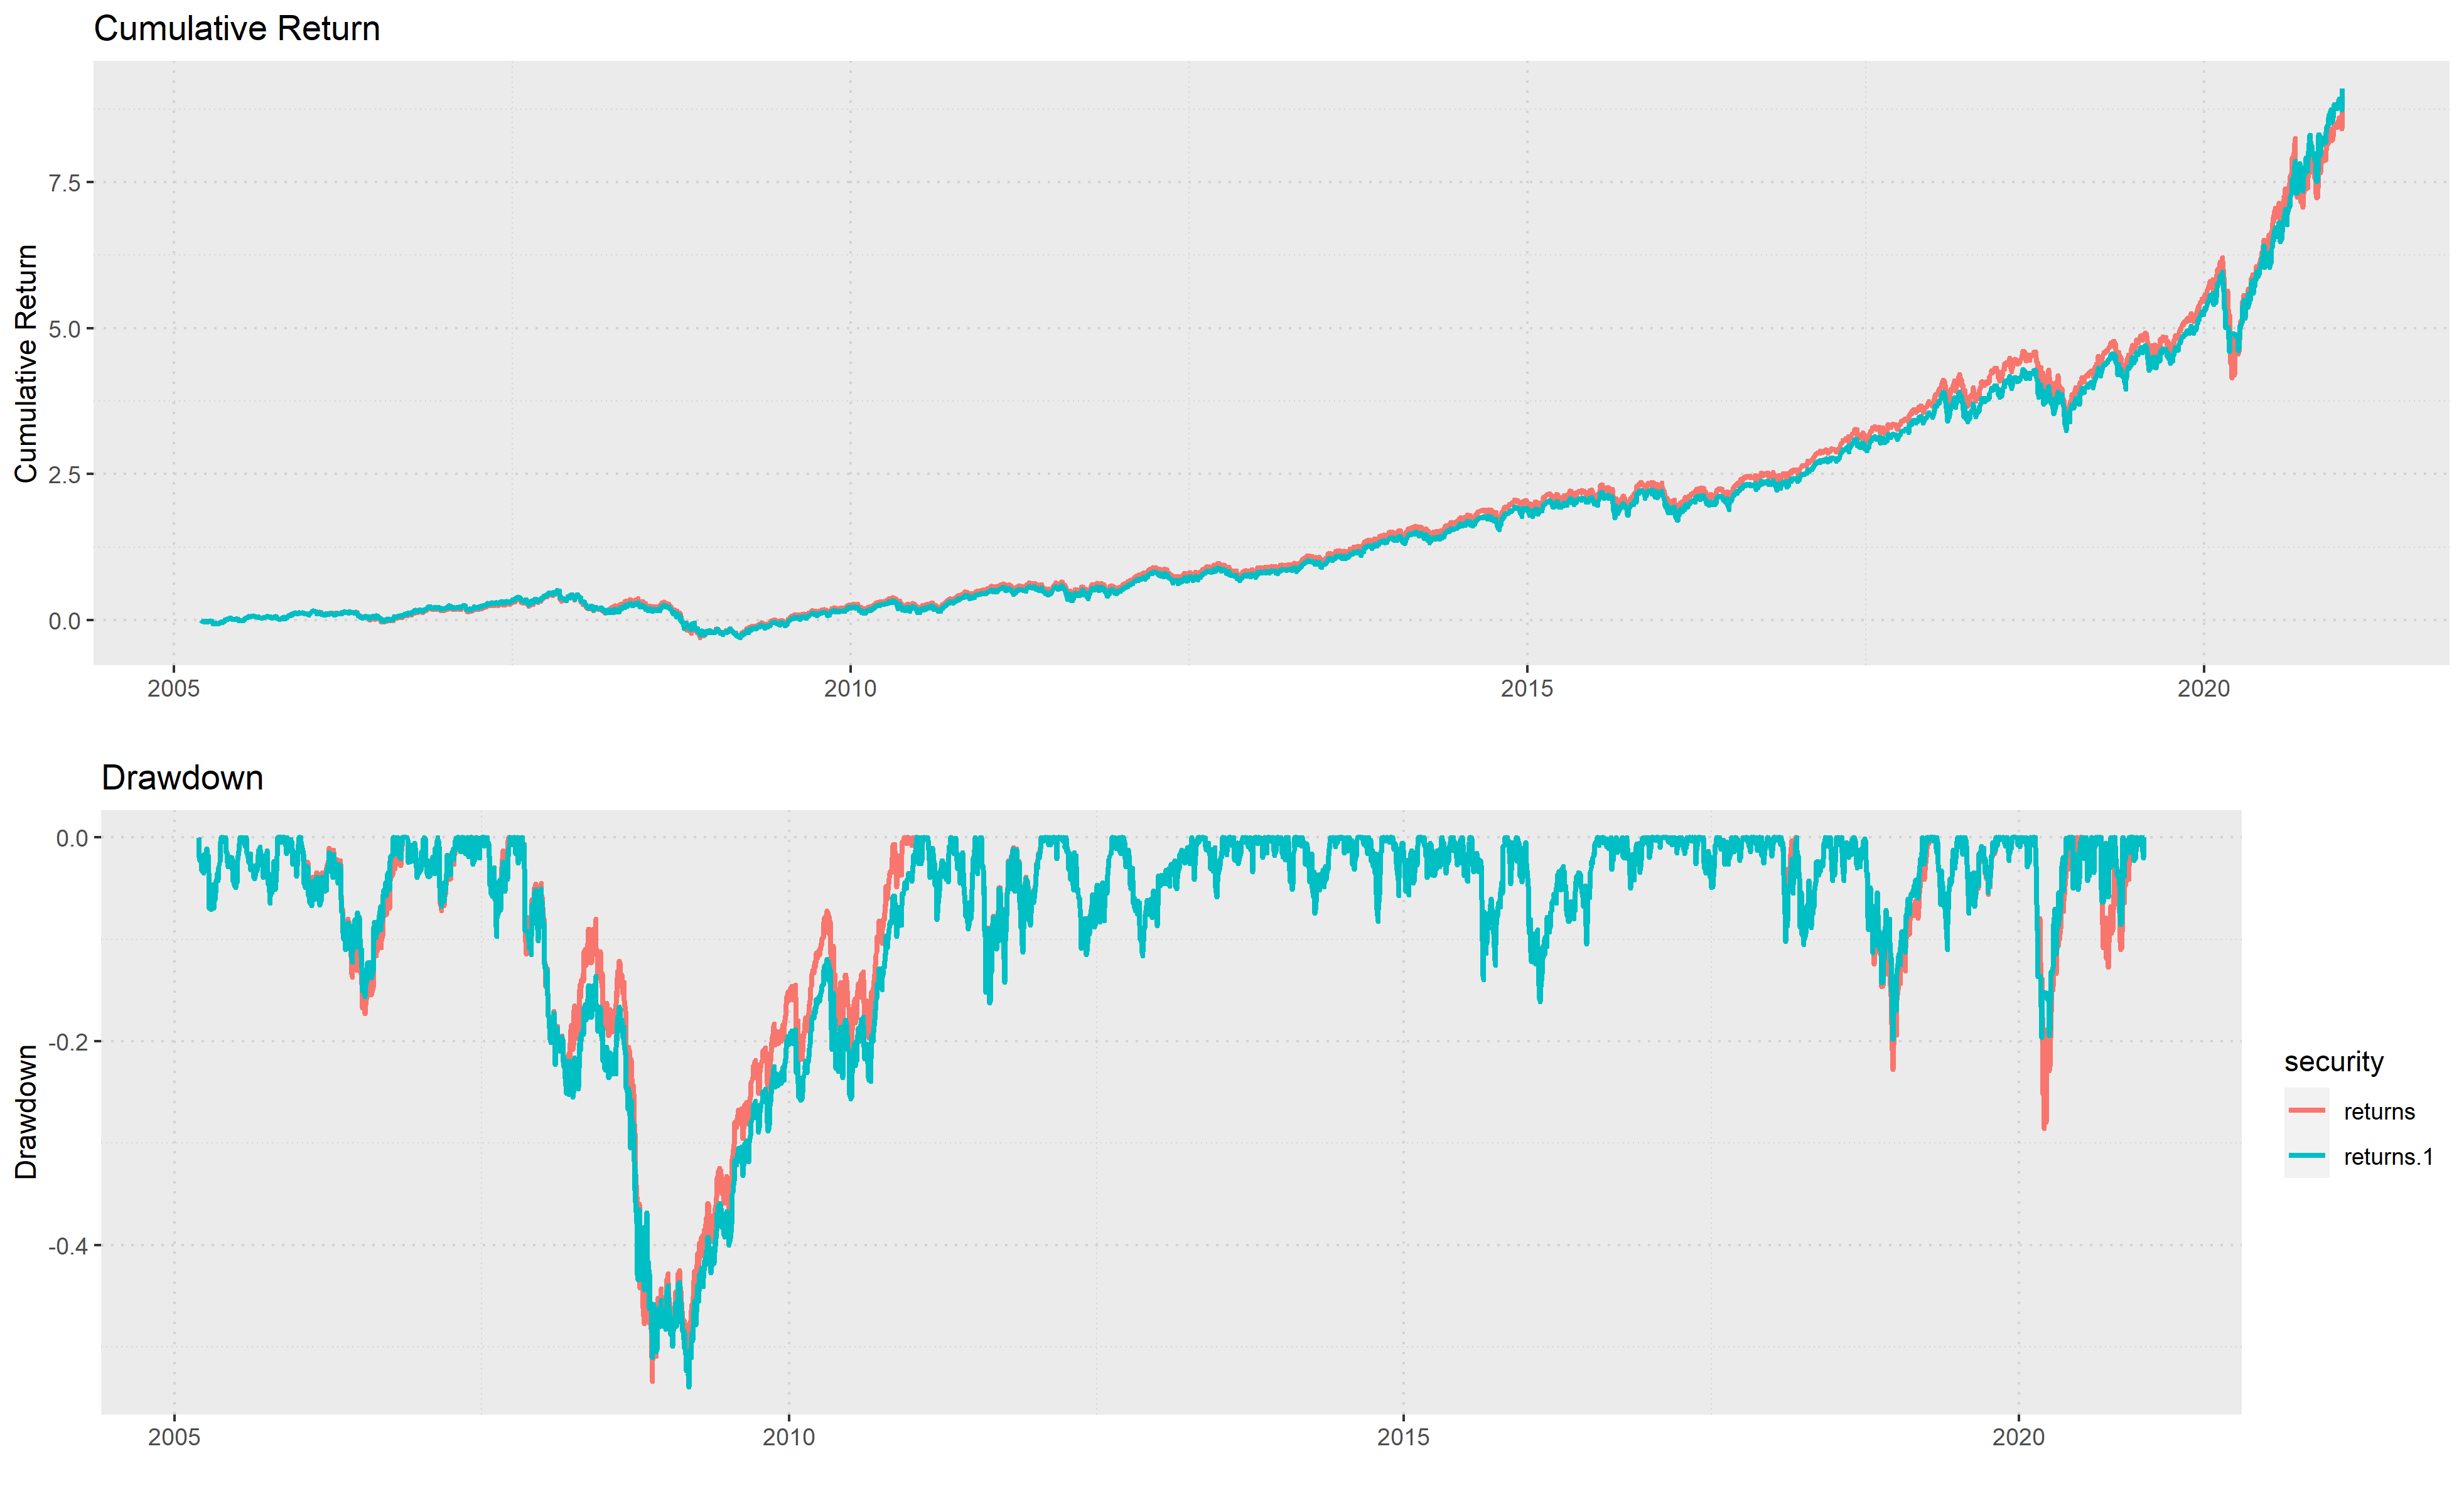 Cumulative Return
Cumulative Return
7.5
5.0
2.5
0.0
2005 2010 2015 2020
Drawdown
Drawdown
0.0
-0.2
-0.4
2005 2010 2015 2020
security
returns
returns.1